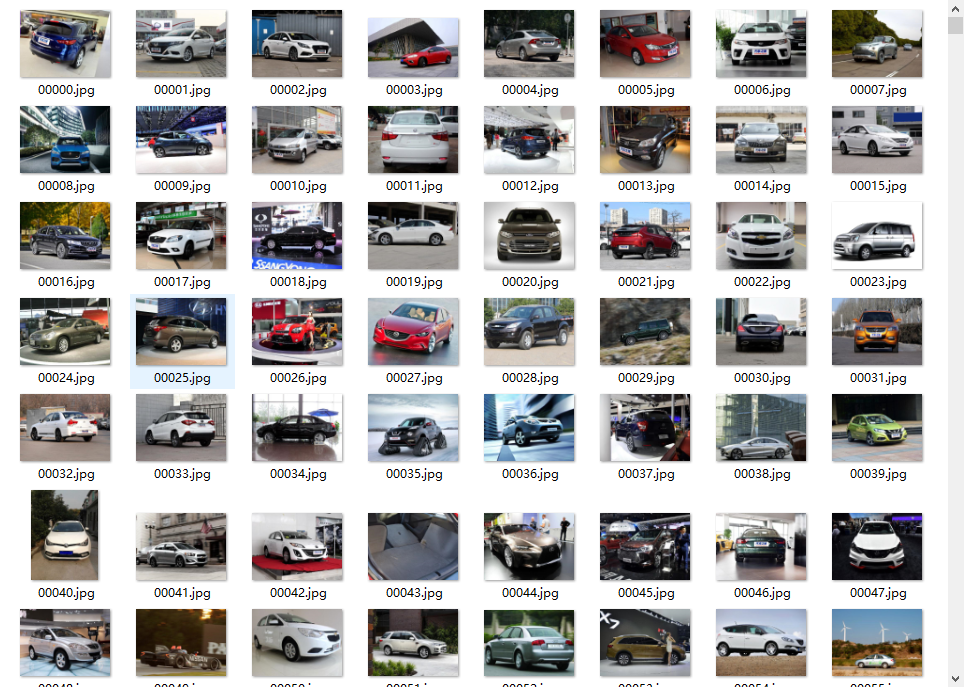 00000.jpg 00001.jpg 00002.jpg 00003.jpg 00004.jpg 00005.jpg 00006.jpg 00007.jpg
00008.jpg 00009.jpg 00010.jpg 00011.jpg 00012.jpg 00013.jpg 00014.jpg 00015.jpg
SSANGYONG
00016.jpg 00017.jpg 00018.jpg 00019.jpg 00020.jpg 00021.jpg 00022.jpg 00023.jpg
00024.jpg 00025.jpg 00026.jpg 00027.jpg 00028.jpg 00029.jpg 00030.jpg 00031.jpg
00032.jpg 00033.jpg 00034.jpg 00035.jpg 00036.jpg 00037.jpg 00038.jpg 00039.jpg
00040.jpg 00041.jpg 00042.jpg 00043.jpg 00044.jpg 00045.jpg 00046.jpg 00047.jpg
NISSAN